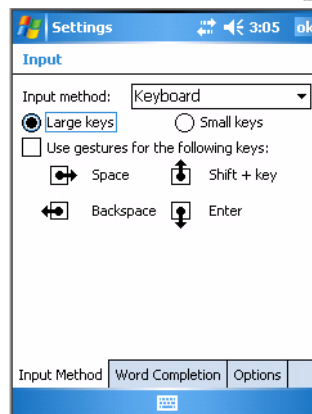 Settings 3:05 ok
Input
Input method: Keyboard
Large keys Small keys
Use gestures for the following keys:
Space Shift + key
Backspace Enter
Input Method Word Completion Options